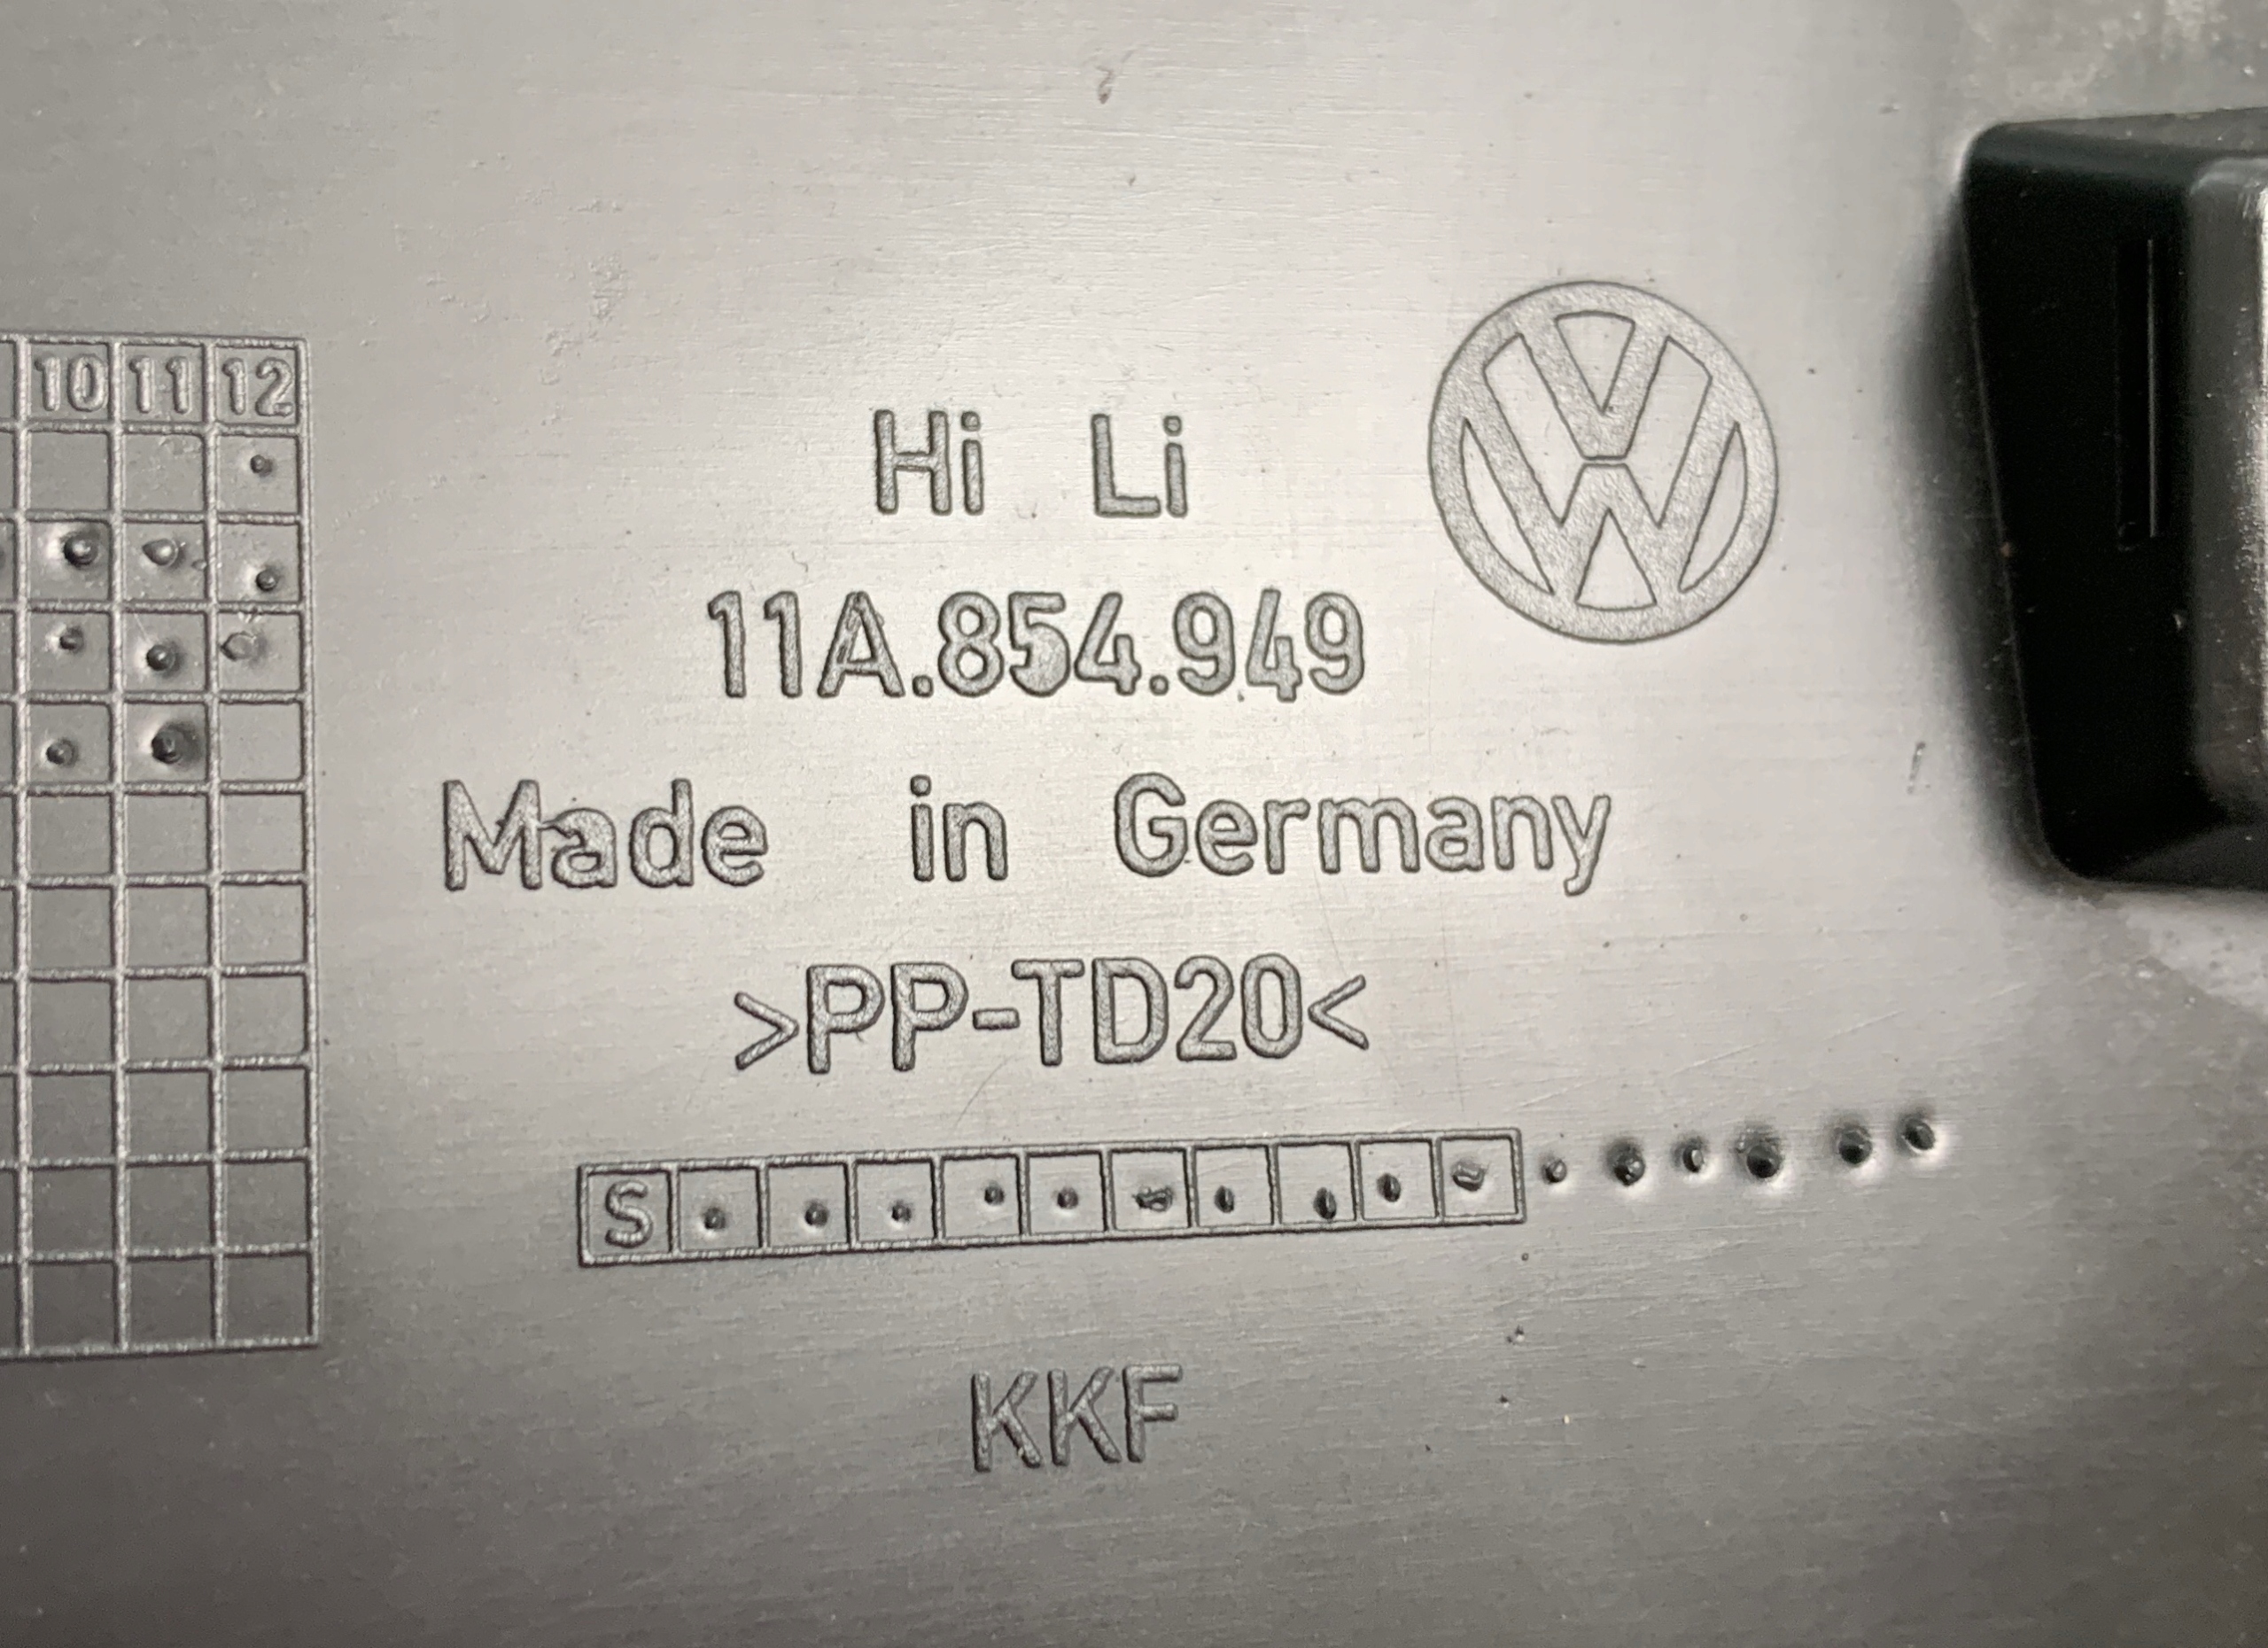 10 11 12
Hi Li
11A.854.949
Made in Germany
>PP-TD20<
S
KKF